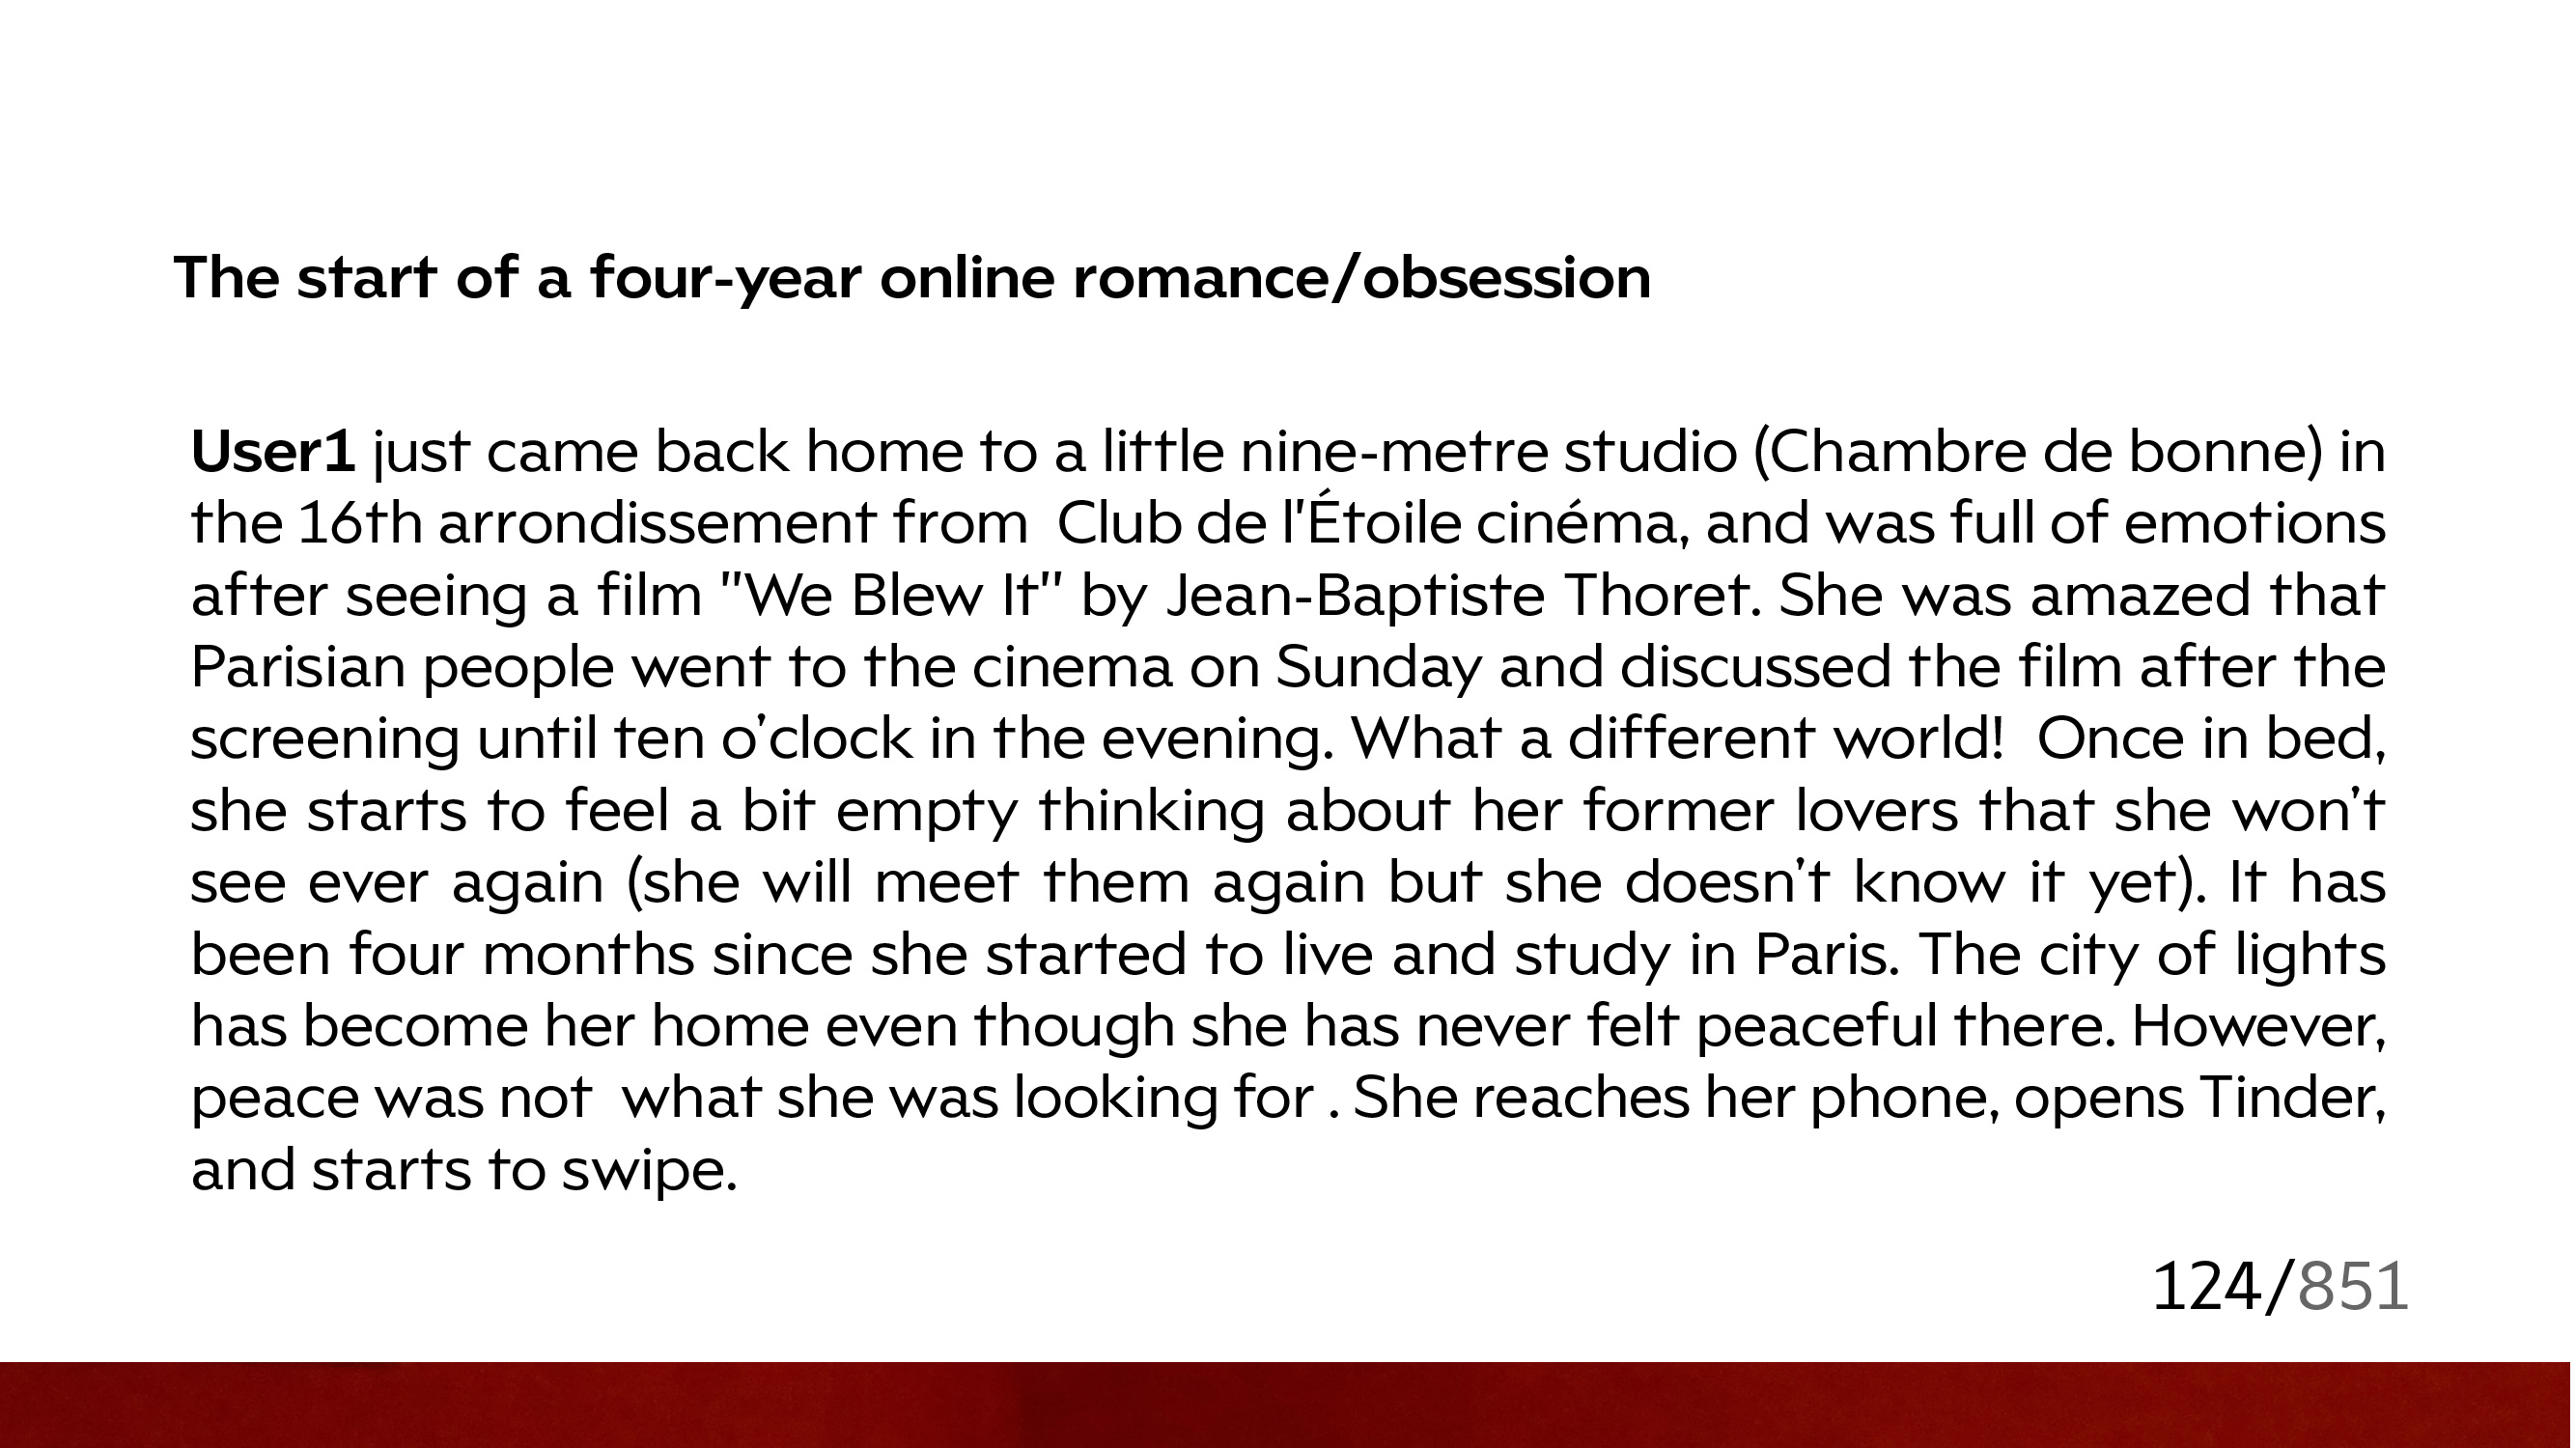 The start of a four-year online romance/obsession
User1 just came back home to a little nine-metre studio (Chambre de bonne) in
the 16th arrondissement from  Club de l'Étoile cinéma, and was full of emotions
after seeing a film "We Blew It" by Jean-Baptiste Thoret. She was amazed that
Parisian people went to the cinema on Sunday and discussed the film after the
screening until ten o’clock in the evening. What a different world!  Once in bed,
she starts to feel a bit empty thinking about her former lovers that she won’t
see ever again (she will meet them again but she doesn’t know it yet). It has
been four months since she started to live and study in Paris. The city of lights
has become her home even though she has never felt peaceful there. However,
peace was not  what she was looking for . She reaches her phone, opens Tinder,
and starts to swipe.
124/851